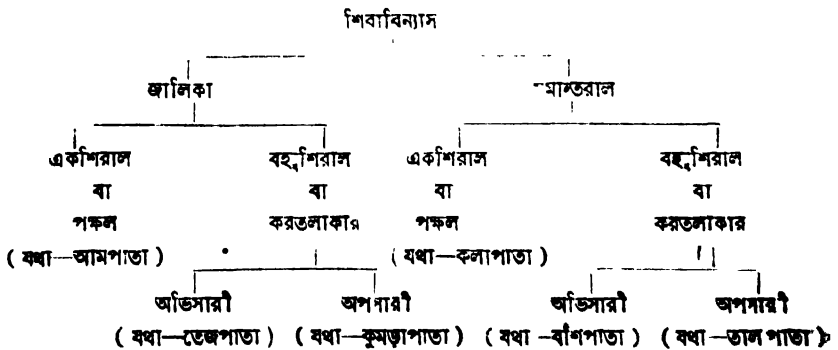 শিরাবিন্যাস
জালিকা সমান্তরাল
একশিরাল বহুশিরাল একশিরাল বহুশিরাল
বা বা বা বা
পক্ষল করতলাকার পক্ষল করতলাকার
( যথা—আমপাতা ) ( যথা—কলাপাতা )
অভিসারী অপসারী অভিসারী অপসারী
( যথা—তেজপাতা ) ( যথা—কুমড়াপাতা ) ( যথা—বাঁশপাতা ) ( যথা—তালপাতা )